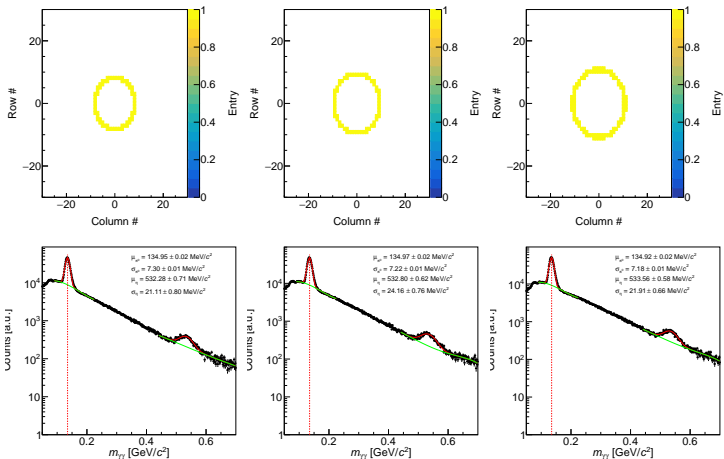 20
0
−20
Row #
−20
0
20
Column #
1
0.8
0.6
0.4
0.2
0
Entry
20
0
−20
Row #
−20
0
20
Column #
1
0.8
0.6
0.4
0.2
0
Entry
20
0
−20
Row #
−20
0
20
Column #
1
0.8
0.6
0.4
0.2
0
Entry
10⁴
10³
10²
10
1
Counts [a.u.]
μπ⁰ = 134.95 ± 0.02 MeV/c²
σπ⁰ = 7.30 ± 0.01 MeV/c²
μη = 532.28 ± 0.71 MeV/c²
ση = 21.11 ± 0.80 MeV/c²
0.2
0.4
0.6
mγγ [GeV/c²]
10⁴
10³
10²
10
1
Counts [a.u.]
μπ⁰ = 134.97 ± 0.02 MeV/c²
σπ⁰ = 7.22 ± 0.01 MeV/c²
μη = 532.80 ± 0.62 MeV/c²
ση = 24.16 ± 0.76 MeV/c²
0.2
0.4
0.6
mγγ [GeV/c²]
10⁴
10³
10²
10
1
Counts [a.u.]
μπ⁰ = 134.92 ± 0.02 MeV/c²
σπ⁰ = 7.18 ± 0.01 MeV/c²
μη = 533.56 ± 0.58 MeV/c²
ση = 21.91 ± 0.66 MeV/c²
0.2
0.4
0.6
mγγ [GeV/c²]